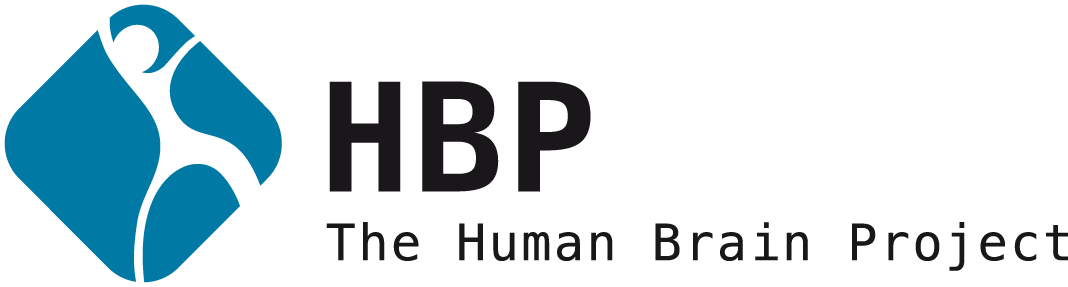 HBP
The Human Brain Project